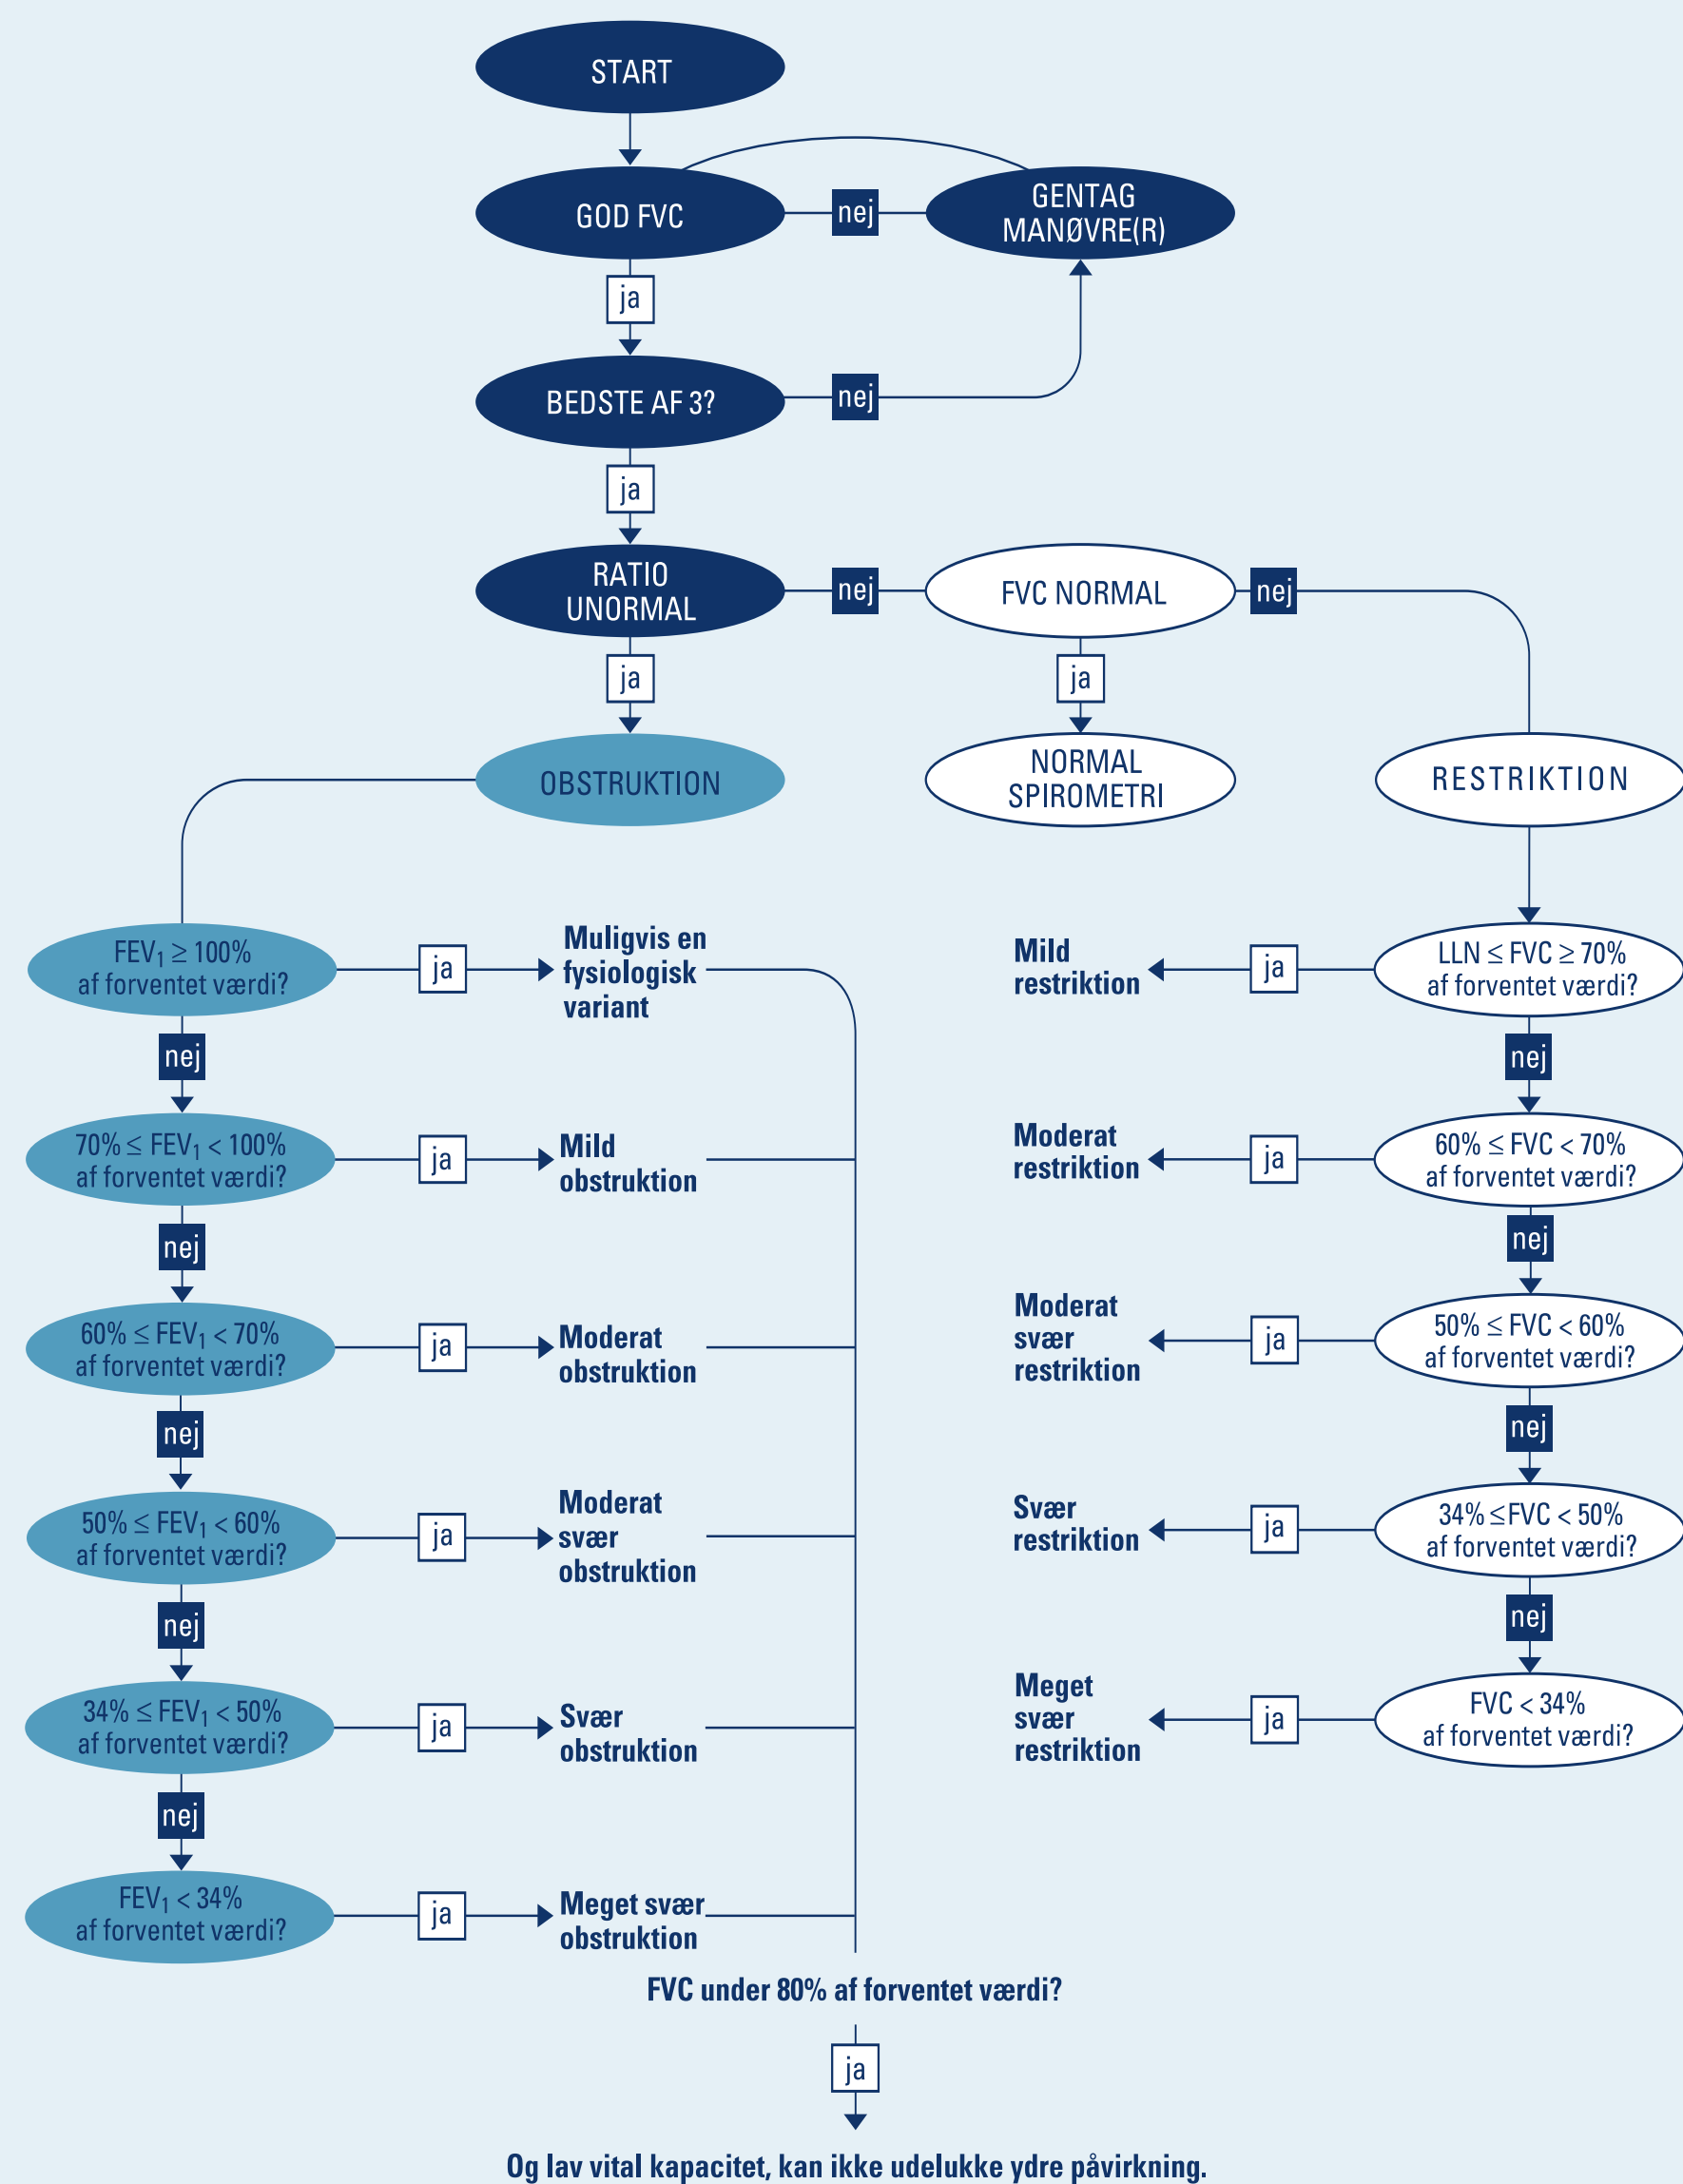 START
GOD FVC
nej
GENTAG
MANØVRE(R)
ja
BEDSTE AF 3?
nej
ja
RATIO
UNORMAL
nej
FVC NORMAL
nej
ja
ja
OBSTRUKTION
NORMAL
SPIROMETRI
RESTRIKTION
FEV₁ ≥ 100%
af forventet værdi?
ja
Muligvis en
fysiologisk
variant
nej
70% ≤ FEV₁ < 100%
af forventet værdi?
ja
Mild
obstruktion
nej
60% ≤ FEV₁ < 70%
af forventet værdi?
ja
Moderat
obstruktion
nej
50% ≤ FEV₁ < 60%
af forventet værdi?
ja
Moderat
svær
obstruktion
nej
34% ≤ FEV₁ < 50%
af forventet værdi?
ja
Svær
obstruktion
nej
FEV₁ < 34%
af forventet værdi?
ja
Meget svær
obstruktion
Mild
restriktion
ja
LLN ≤ FVC ≥ 70%
af forventet værdi?
nej
Moderat
restriktion
ja
60% ≤ FVC < 70%
af forventet værdi?
nej
Moderat
svær
restriktion
ja
50% ≤ FVC < 60%
af forventet værdi?
nej
Svær
restriktion
ja
34% ≤FVC < 50%
af forventet værdi?
nej
Meget
svær
restriktion
ja
FVC < 34%
af forventet værdi?
FVC under 80% af forventet værdi?
ja
Og lav vital kapacitet, kan ikke udelukke ydre påvirkning.